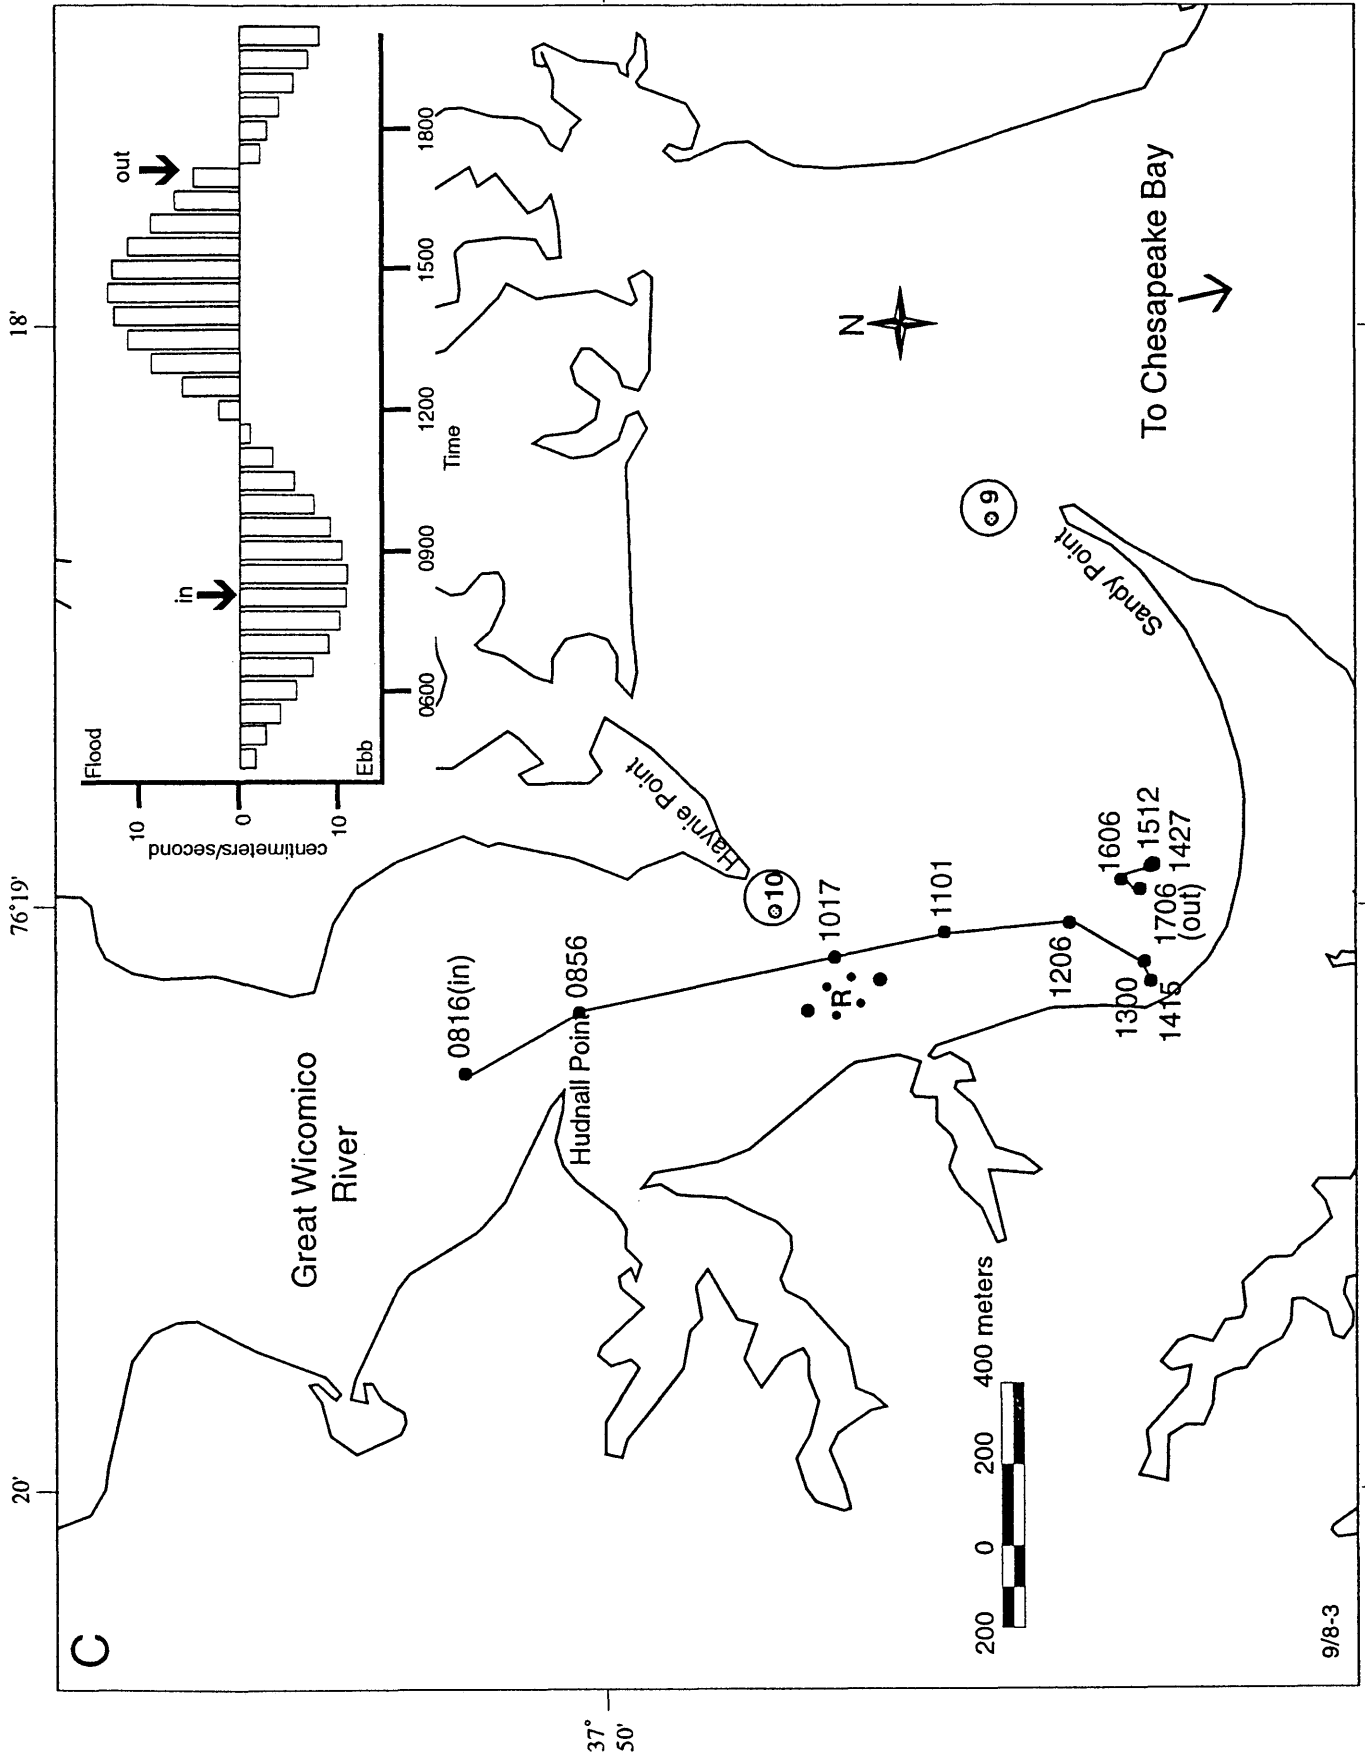 C
20'
76°19'
18'
37°
50'
Great Wicomico
River
centimeters/second
10
0
10
Flood
Ebb
in
out
0600
0900
1200
1500
1800
Time
0816(in)
0856
Hudnall Point
Haynie Point
10
1017
R
1101
1206
1300
1415
1606
1512
1427
1706
(out)
Sandy Point
9
N
To Chesapeake Bay
200
0
200
400 meters
9/8-3